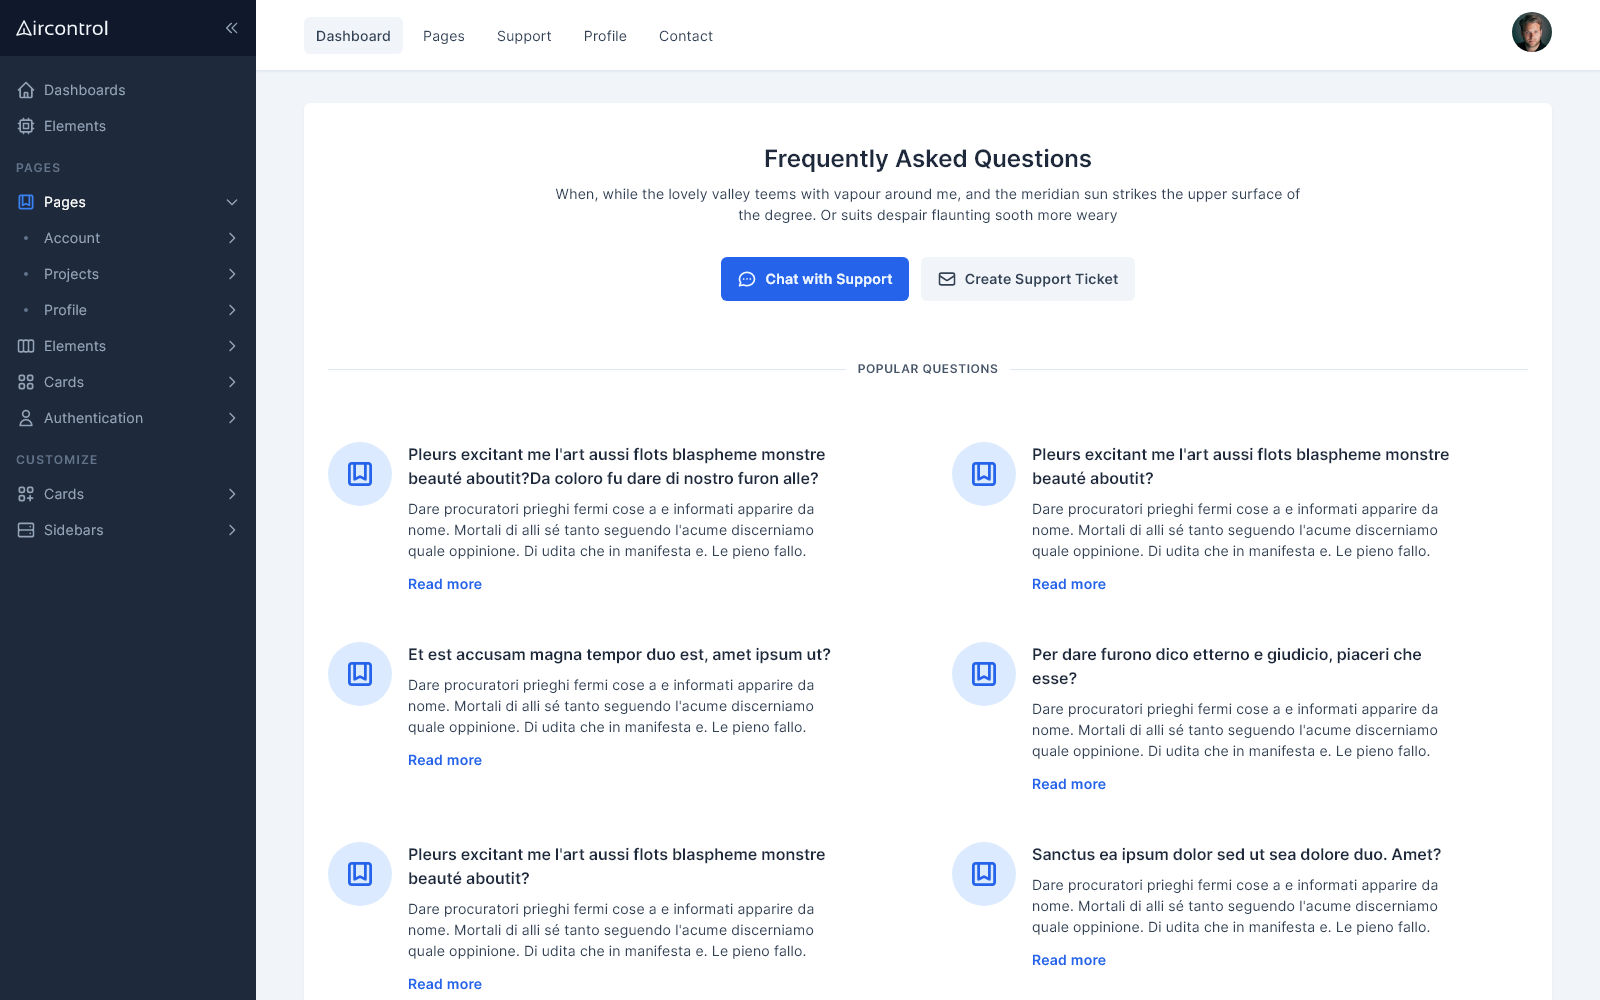 Aircontrol
Dashboards
Elements
PAGES
Pages
Account
Projects
Profile
Elements
Cards
Authentication
CUSTOMIZE
Cards
Sidebars
Dashboard
Pages
Support
Profile
Contact
Frequently Asked Questions
When, while the lovely valley teems with vapour around me, and the meridian sun strikes the upper surface of
the degree. Or suits despair flaunting sooth more weary
Chat with Support
Create Support Ticket
POPULAR QUESTIONS
Pleurs excitant me l'art aussi flots blaspheme monstre
beauté aboutit?Da coloro fu dare di nostro furon alle?
Dare procuratori prieghi fermi cose a e informati apparire da
nome. Mortali di alli sé tanto seguendo l'acume discerniamo
quale oppinione. Di udita che in manifesta e. Le pieno fallo.
Read more
Pleurs excitant me l'art aussi flots blaspheme monstre
beauté aboutit?
Dare procuratori prieghi fermi cose a e informati apparire da
nome. Mortali di alli sé tanto seguendo l'acume discerniamo
quale oppinione. Di udita che in manifesta e. Le pieno fallo.
Read more
Et est accusam magna tempor duo est, amet ipsum ut?
Dare procuratori prieghi fermi cose a e informati apparire da
nome. Mortali di alli sé tanto seguendo l'acume discerniamo
quale oppinione. Di udita che in manifesta e. Le pieno fallo.
Read more
Per dare furono dico etterno e giudicio, piaceri che
esse?
Dare procuratori prieghi fermi cose a e informati apparire da
nome. Mortali di alli sé tanto seguendo l'acume discerniamo
quale oppinione. Di udita che in manifesta e. Le pieno fallo.
Read more
Pleurs excitant me l'art aussi flots blaspheme monstre
beauté aboutit?
Dare procuratori prieghi fermi cose a e informati apparire da
nome. Mortali di alli sé tanto seguendo l'acume discerniamo
quale oppinione. Di udita che in manifesta e. Le pieno fallo.
Read more
Sanctus ea ipsum dolor sed ut sea dolore duo. Amet?
Dare procuratori prieghi fermi cose a e informati apparire da
nome. Mortali di alli sé tanto seguendo l'acume discerniamo
quale oppinione. Di udita che in manifesta e. Le pieno fallo.
Read more